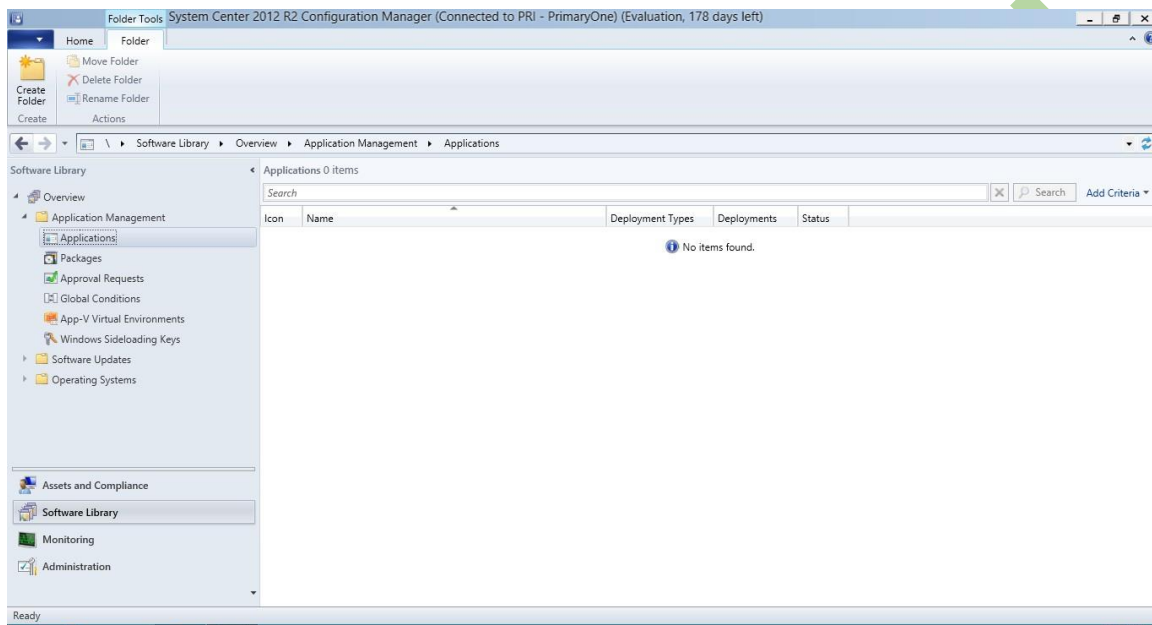 Folder Tools System Center 2012 R2 Configuration Manager (Connected to PRI - PrimaryOne) (Evaluation, 178 days left)
Home Folder
Create Folder
Move Folder
Delete Folder
Rename Folder
Create Actions
\ Software Library Overview Application Management Applications
Software Library
Overview
Application Management
Applications
Packages
Approval Requests
Global Conditions
App-V Virtual Environments
Windows Sideloading Keys
Software Updates
Operating Systems
Assets and Compliance
Software Library
Monitoring
Administration
Applications 0 items
Search Search Add Criteria
Icon Name Deployment Types Deployments Status
No items found.
Ready